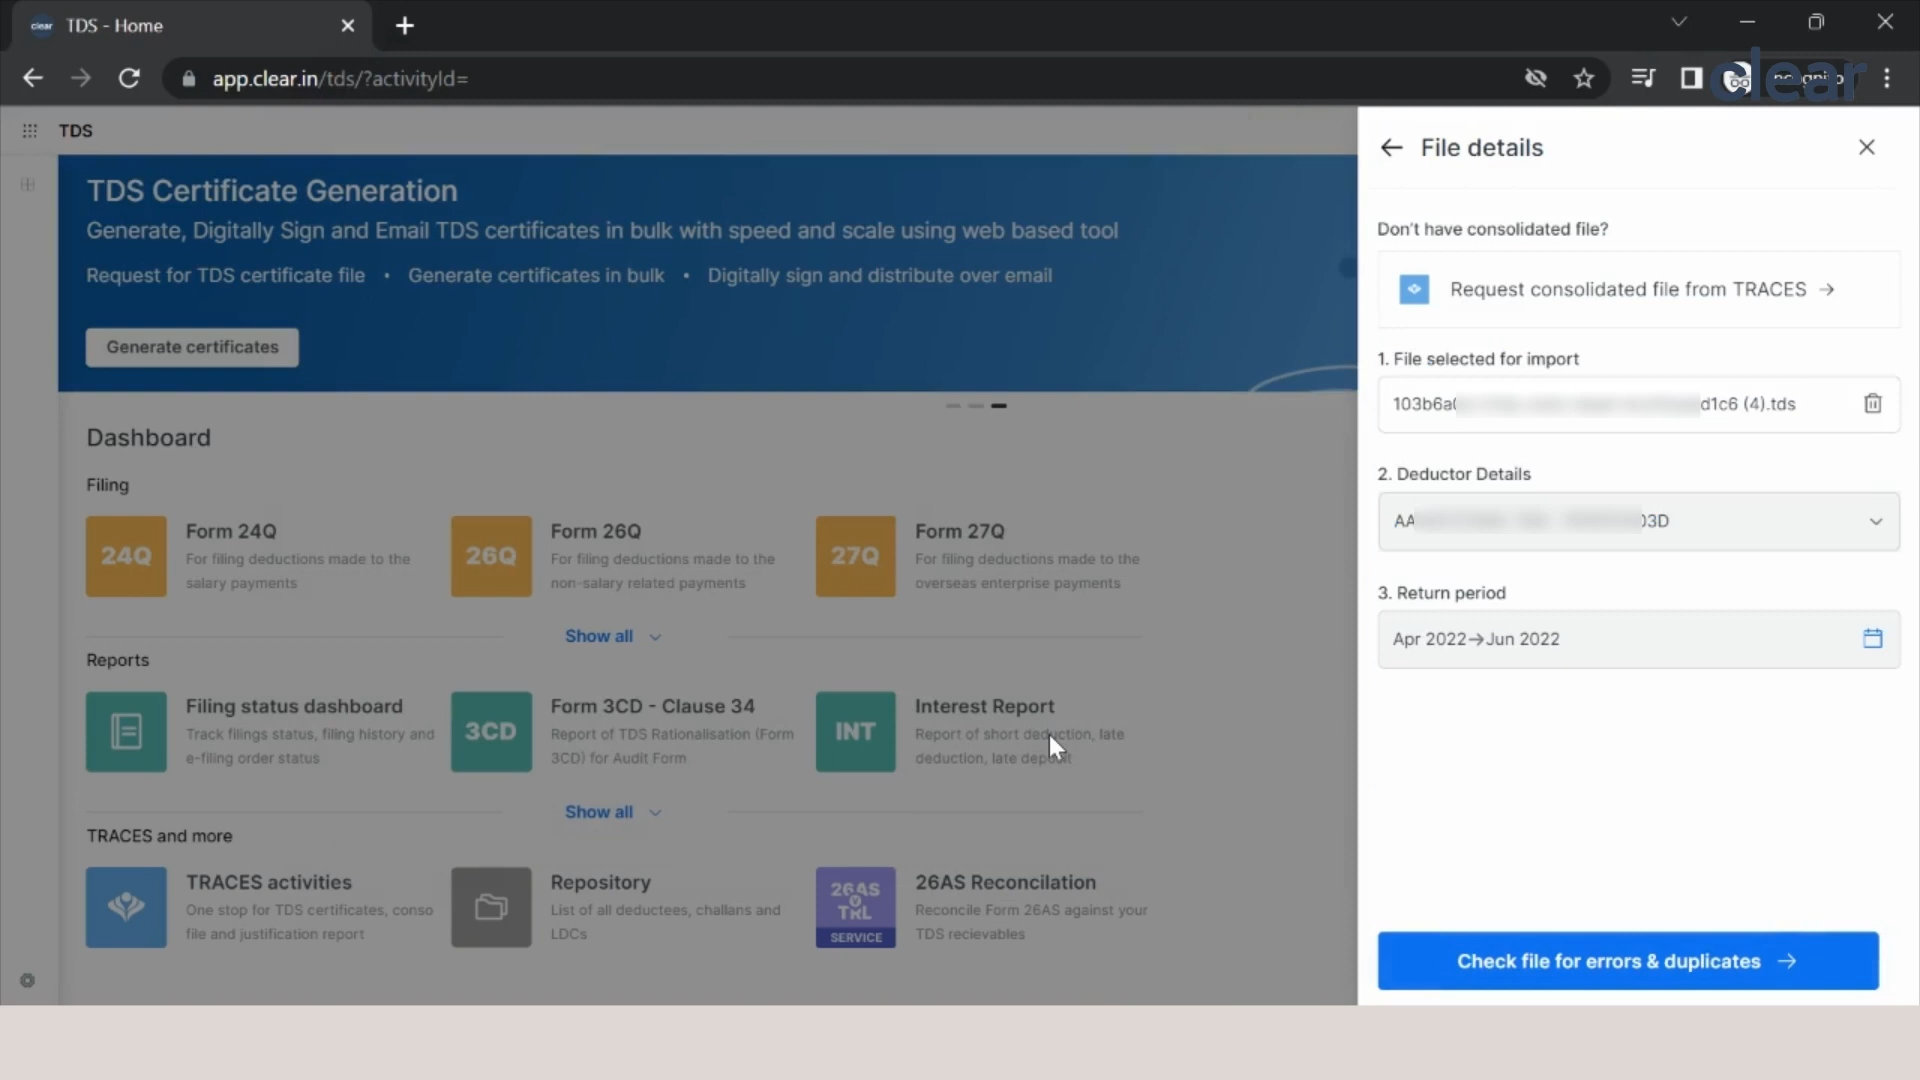 clear TDS - Home
app.clear.in/tds/?activityId=
clear
TDS
TDS Certificate Generation
Generate, Digitally Sign and Email TDS certificates in bulk with speed and scale using web based tool
Request for TDS certificate file • Generate certificates in bulk • Digitally sign and distribute over email
Generate certificates
Dashboard
Filing
24Q
Form 24Q
For filing deductions made to the
salary payments
26Q
Form 26Q
For filing deductions made to the
non-salary related payments
27Q
Form 27Q
For filing deductions made to the
overseas enterprise payments
Show all
Reports
Filing status dashboard
Track filings status, filing history and
e-filing order status
3CD
Form 3CD - Clause 34
Report of TDS Rationalisation (Form
3CD) for Audit Form
INT
Interest Report
Report of short deduction, late
deduction, late deposit
Show all
TRACES and more
TRACES activities
One stop for TDS certificates, conso
file and justification report
Repository
List of all deductees, challans and
LDCs
26AS
TRL
SERVICE
26AS Reconcilation
Reconcile Form 26AS against your
TDS recievables
File details
Don't have consolidated file?
Request consolidated file from TRACES →
1. File selected for import
103b6a d1c6 (4).tds
2. Deductor Details
AA 03D
3. Return period
Apr 2022→Jun 2022
Check file for errors & duplicates →